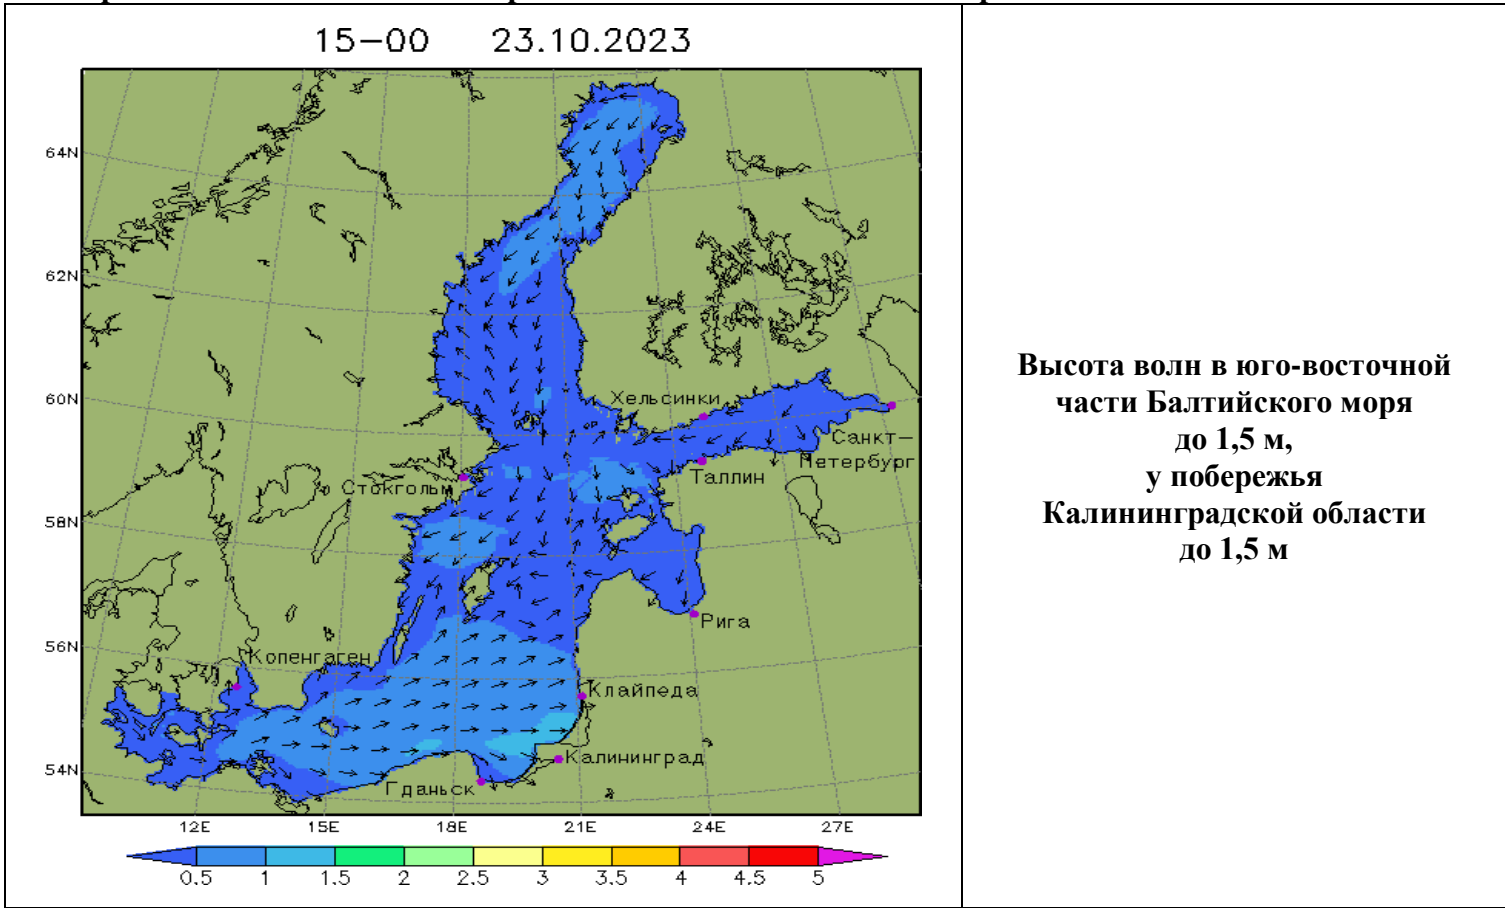 15-00 23.10.2023
64N
62N
60N
58N
56N
54N
Хельсинки
Санкт-
Петербург
Таллин
Стокгольм
Рига
Копенгаген
Клайпеда
Калининград
Гданьск
12E 15E 18E 21E 24E 27E
0.5 1 1.5 2 2.5 3 3.5 4 4.5 5
Высота волн в юго-восточной
части Балтийского моря
до 1,5 м,
у побережья
Калининградской области
до 1,5 м